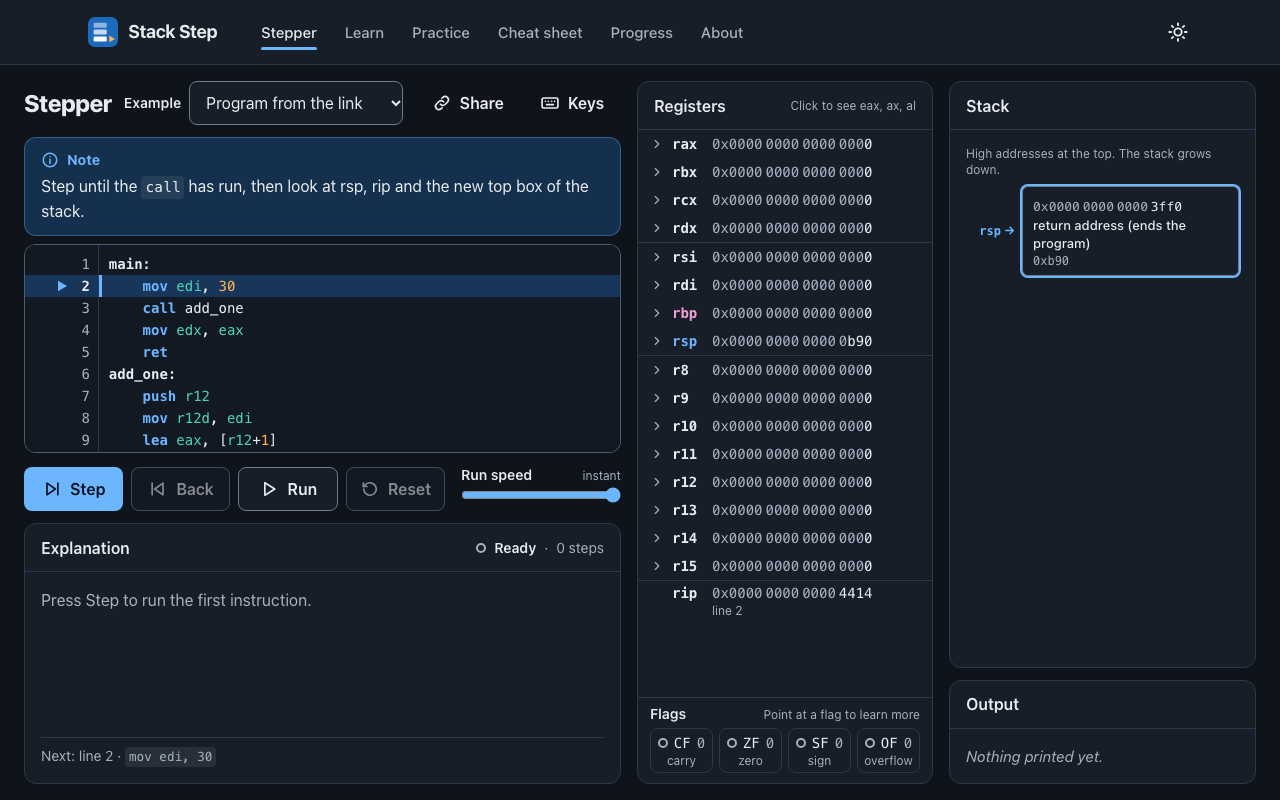 Stack Step
Stepper
Learn
Practice
Cheat sheet
Progress
About
Stepper
Example
Program from the link
Share
Keys
Note
Step until the call has run, then look at rsp, rip and the new top box of the
stack.
1 main:
2 mov edi, 30
3 call add_one
4 mov edx, eax
5 ret
6 add_one:
7 push r12
8 mov r12d, edi
9 lea eax, [r12+1]
Step
Back
Run
Reset
Run speed
instant
Explanation
Ready · 0 steps
Press Step to run the first instruction.
Next: line 2 · mov edi, 30
Registers
Click to see eax, ax, al
rax 0x0000 0000 0000 0000
rbx 0x0000 0000 0000 0000
rcx 0x0000 0000 0000 0000
rdx 0x0000 0000 0000 0000
rsi 0x0000 0000 0000 0000
rdi 0x0000 0000 0000 0000
rbp 0x0000 0000 0000 0000
rsp 0x0000 0000 0000 0b90
r8 0x0000 0000 0000 0000
r9 0x0000 0000 0000 0000
r10 0x0000 0000 0000 0000
r11 0x0000 0000 0000 0000
r12 0x0000 0000 0000 0000
r13 0x0000 0000 0000 0000
r14 0x0000 0000 0000 0000
r15 0x0000 0000 0000 0000
rip 0x0000 0000 0000 4414
line 2
Flags
Point at a flag to learn more
CF 0
carry
ZF 0
zero
SF 0
sign
OF 0
overflow
Stack
High addresses at the top. The stack grows
down.
rsp →
0x0000 0000 0000 3ff0
return address (ends the
program)
0xb90
Output
Nothing printed yet.